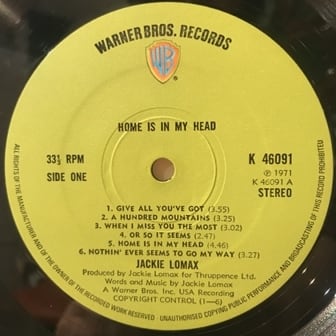 WARNER BROS. RECORDS
WB
HOME IS IN MY HEAD
33⅓ RPM
SIDE ONE
K 46091
℗ 1971
K 46091 A
STEREO
1. GIVE ALL YOU'VE GOT (3.55)
2. A HUNDRED MOUNTAINS (3.25)
3. WHEN I MISS YOU THE MOST (3.02)
4. OR SO IT SEEMS (2.47)
5. HOME IS IN MY HEAD (4.46)
6. NOTHIN' EVER SEEMS TO GO MY WAY (3.27)
JACKIE LOMAX
Produced by Jackie Lomax for Thruppence Ltd.
Words and Music by Jackie Lomax
A Warner Bros. Inc. USA Recording
COPYRIGHT CONTROL (1—6)
ALL RIGHTS OF THE MANUFACTURER AND OF THE OWNER OF THE RECORDED WORK RESERVED · UNAUTHORISED COPYING PUBLIC PERFORMANCE AND BROADCASTING OF THIS RECORD PROHIBITED